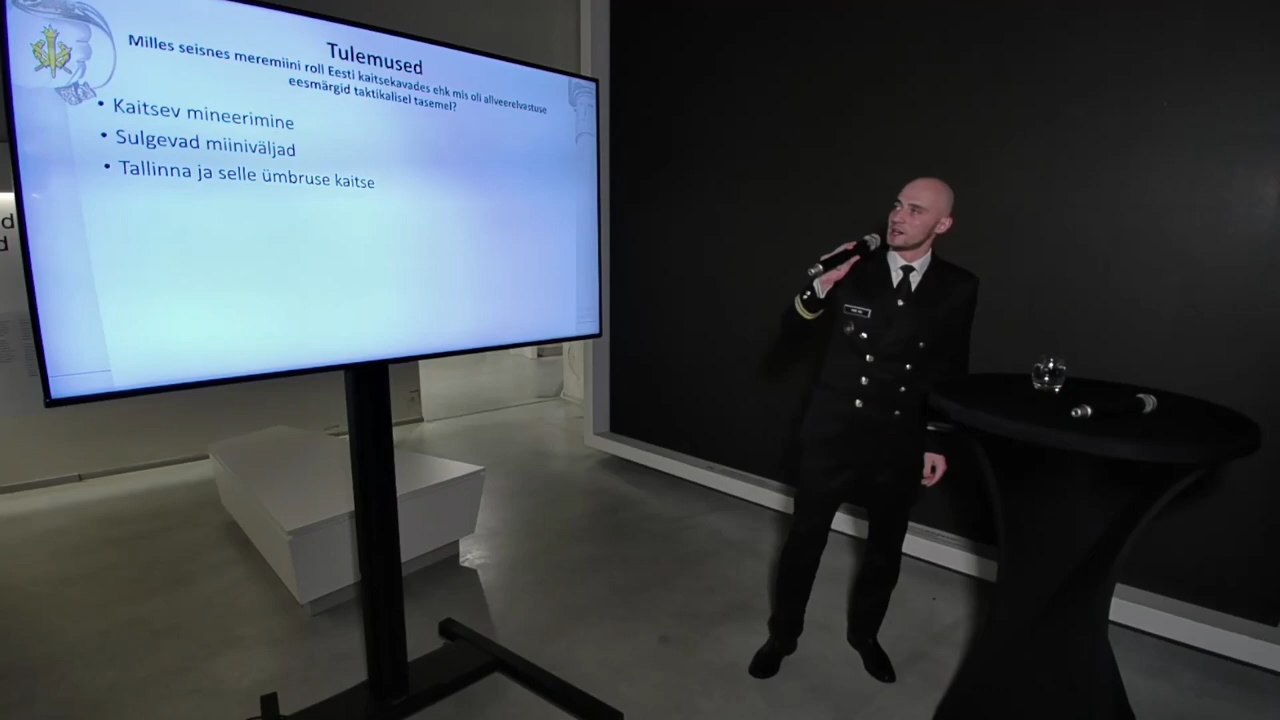 Tulemused
Milles seisnes meremiini roll Eesti kaitsekavades ehk mis oli allveerelvastuse
eesmärgid taktikalisel tasemel?
• Kaitsev mineerimine
• Sulgevad miiniväljad
• Tallinna ja selle ümbruse kaitse
d
d